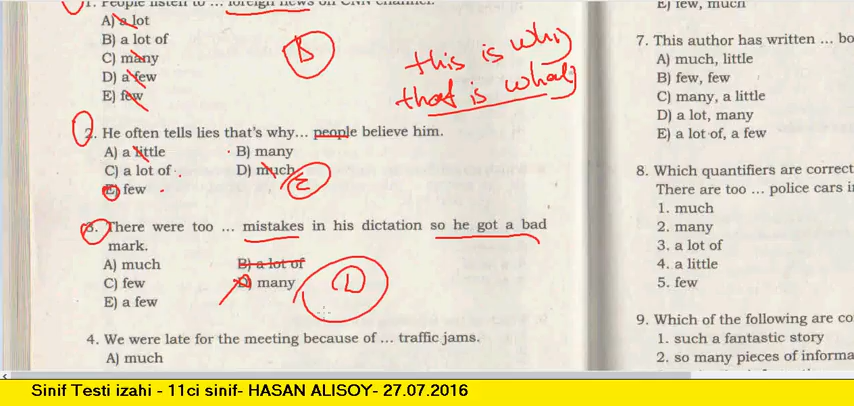 1. People listen to ... foreign news on CNN channel.
A) a lot
B) a lot of
C) many
D) a few
E) few
B
this is why
that is what
2. He often tells lies that's why... people believe him.
A) a little
B) many
C) a lot of
D) much
E) few
E
3. There were too ... mistakes in his dictation so he got a bad
mark.
A) much
B) a lot of
C) few
D) many
E) a few
D
4. We were late for the meeting because of ... traffic jams.
A) much
E) few, much
7. This author has written ... bo
A) much, little
B) few, few
C) many, a little
D) a lot, many
E) a lot of, a few
8. Which quantifiers are correct
There are too ... police cars i
1. much
2. many
3. a lot of
4. a little
5. few
9. Which of the following are co
1. such a fantastic story
2. so many pieces of informa
Sinif Testi izahi - 11ci sinif- HASAN ALISOY- 27.07.2016